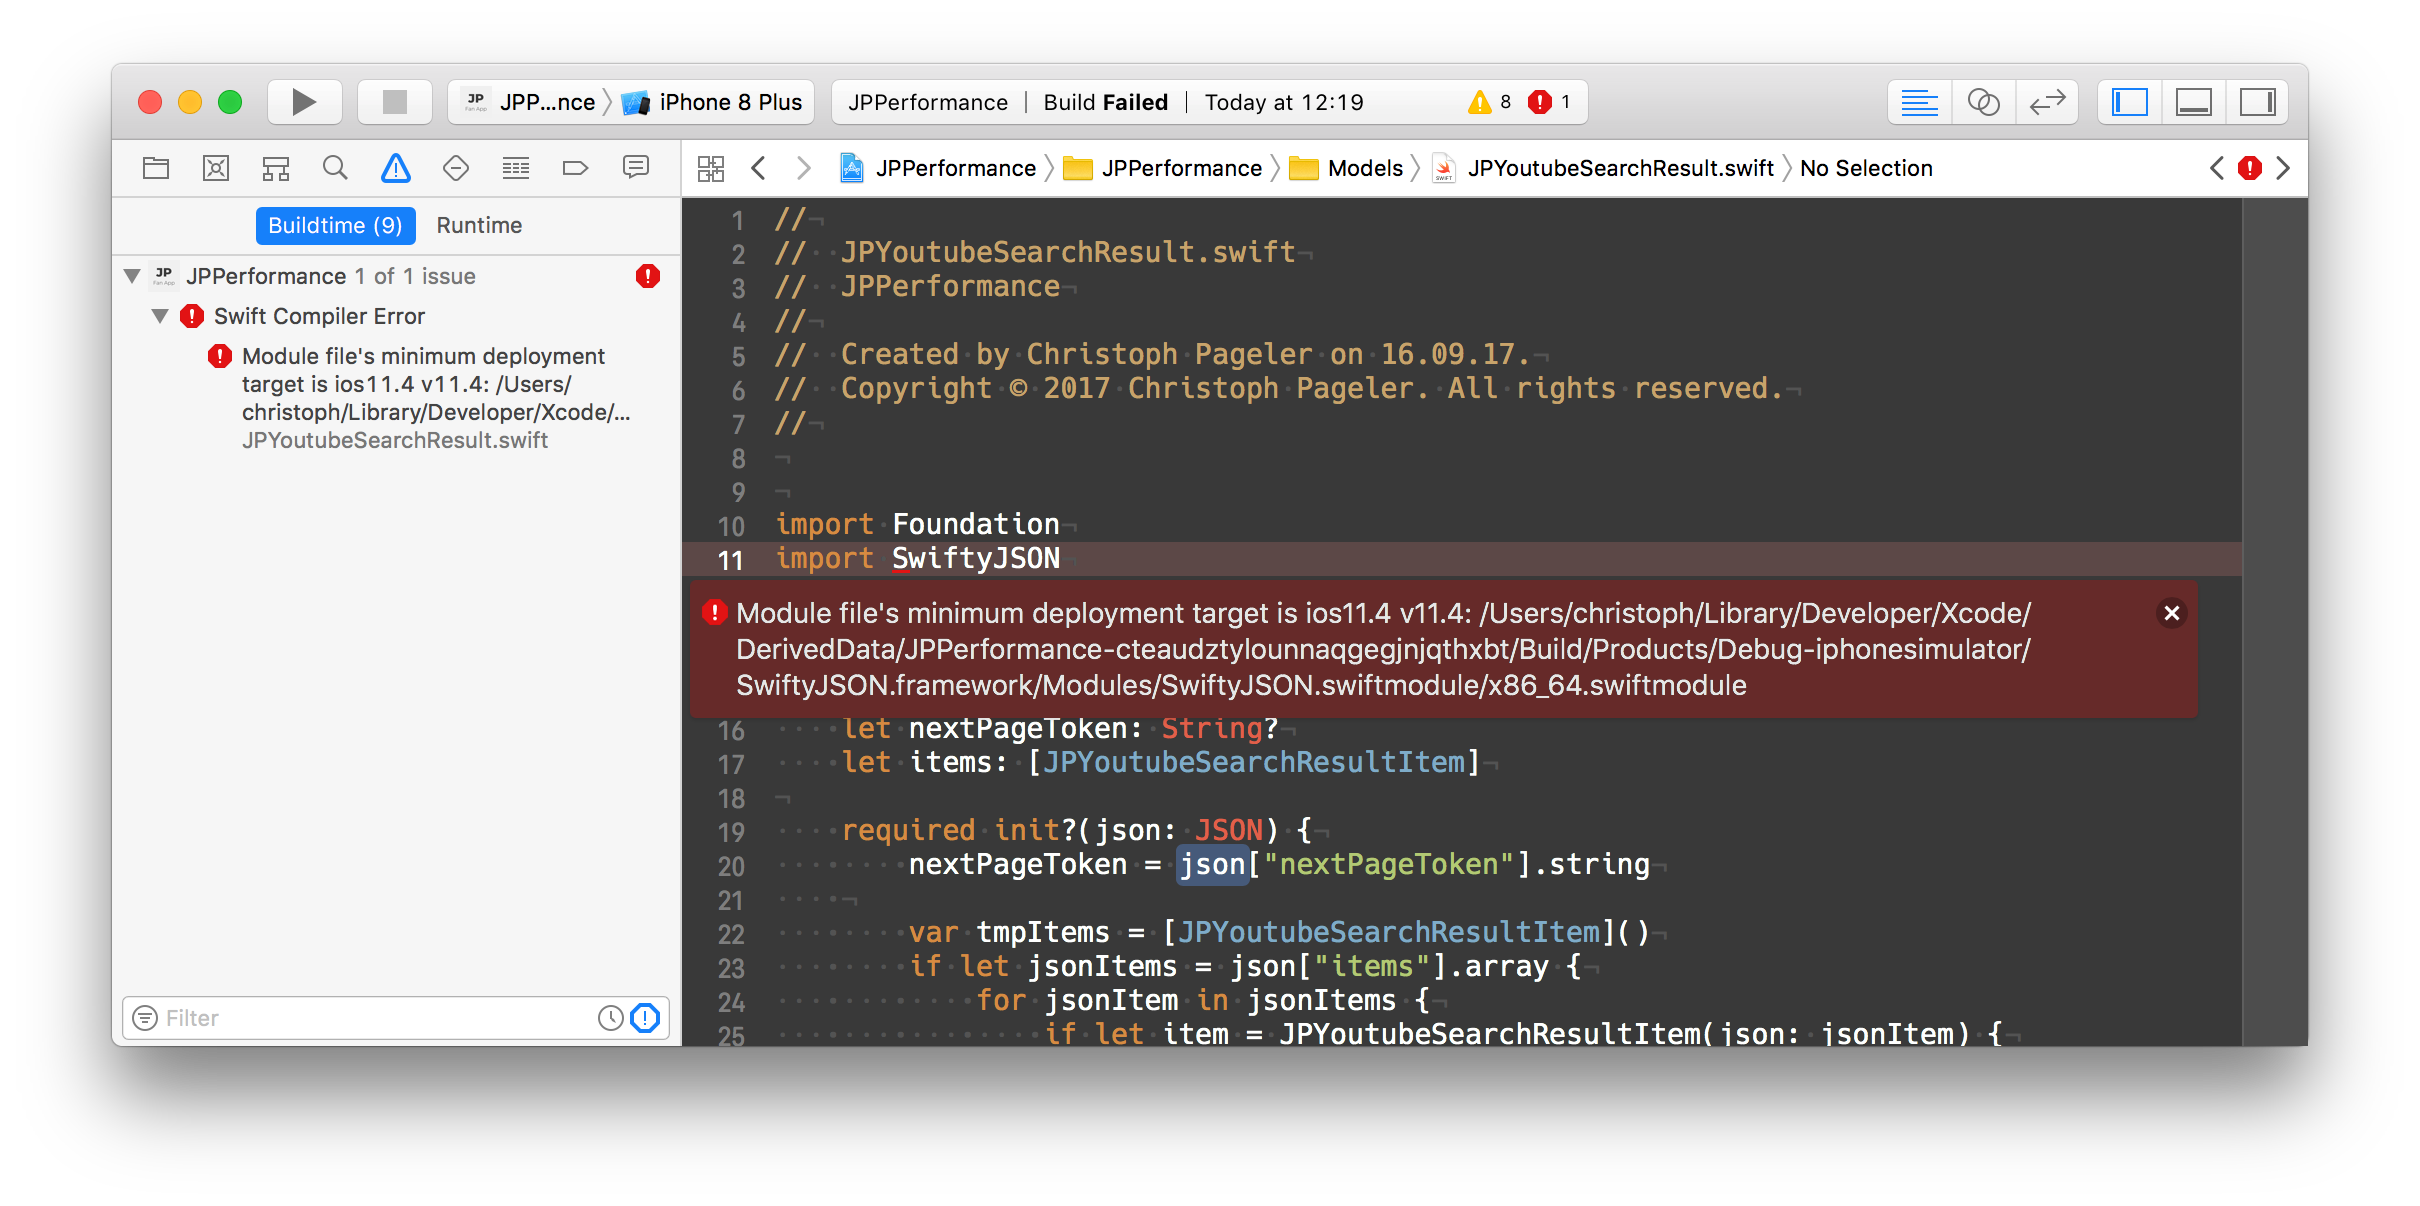 JP
Fan App
JPP...nce
iPhone 8 Plus
JPPerformance | Build Failed | Today at 12:19
8
1
JPPerformance
JPPerformance
Models
JPYoutubeSearchResult.swift
No Selection
Buildtime (9)
Runtime
JP
Fan App
JPPerformance 1 of 1 issue
Swift Compiler Error
Module file's minimum deployment
target is ios11.4 v11.4: /Users/
christoph/Library/Developer/Xcode/...
JPYoutubeSearchResult.swift
Filter
1 //
2 // JPYoutubeSearchResult.swift
3 // JPPerformance
4 //
5 // Created by Christoph Pageler on 16.09.17.
6 // Copyright © 2017 Christoph Pageler. All rights reserved.
7 //
8
9
10 import Foundation
11 import SwiftyJSON
Module file's minimum deployment target is ios11.4 v11.4: /Users/christoph/Library/Developer/Xcode/
DerivedData/JPPerformance-cteaudztylounnaqgegjnjqthxbt/Build/Products/Debug-iphonesimulator/
SwiftyJSON.framework/Modules/SwiftyJSON.swiftmodule/x86_64.swiftmodule
16 let nextPageToken: String?
17 let items: [JPYoutubeSearchResultItem]
18
19 required init?(json: JSON) {
20 nextPageToken = json["nextPageToken"].string
21
22 var tmpItems = [JPYoutubeSearchResultItem]()
23 if let jsonItems = json["items"].array {
24 for jsonItem in jsonItems {
25 if let item = JPYoutubeSearchResultItem(json: jsonItem) {